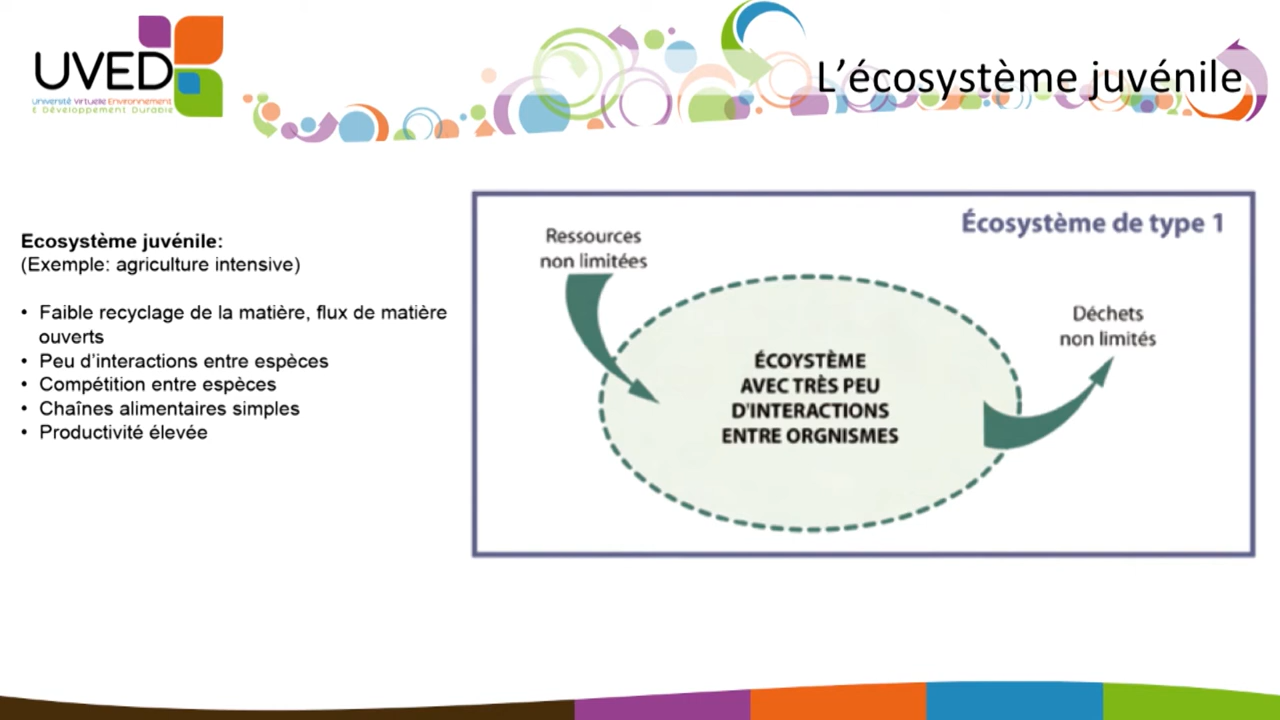 UVED
Université Virtuelle Environnement
& Développement Durable
L'écosystème juvénile
Ecosystème juvénile:
(Exemple: agriculture intensive)
• Faible recyclage de la matière, flux de matière
ouverts
• Peu d'interactions entre espèces
• Compétition entre espèces
• Chaînes alimentaires simples
• Productivité élevée
Écosystème de type 1
Ressources
non limitées
ÉCOYSTÈME
AVEC TRÈS PEU
D'INTERACTIONS
ENTRE ORGNISMES
Déchets
non limités